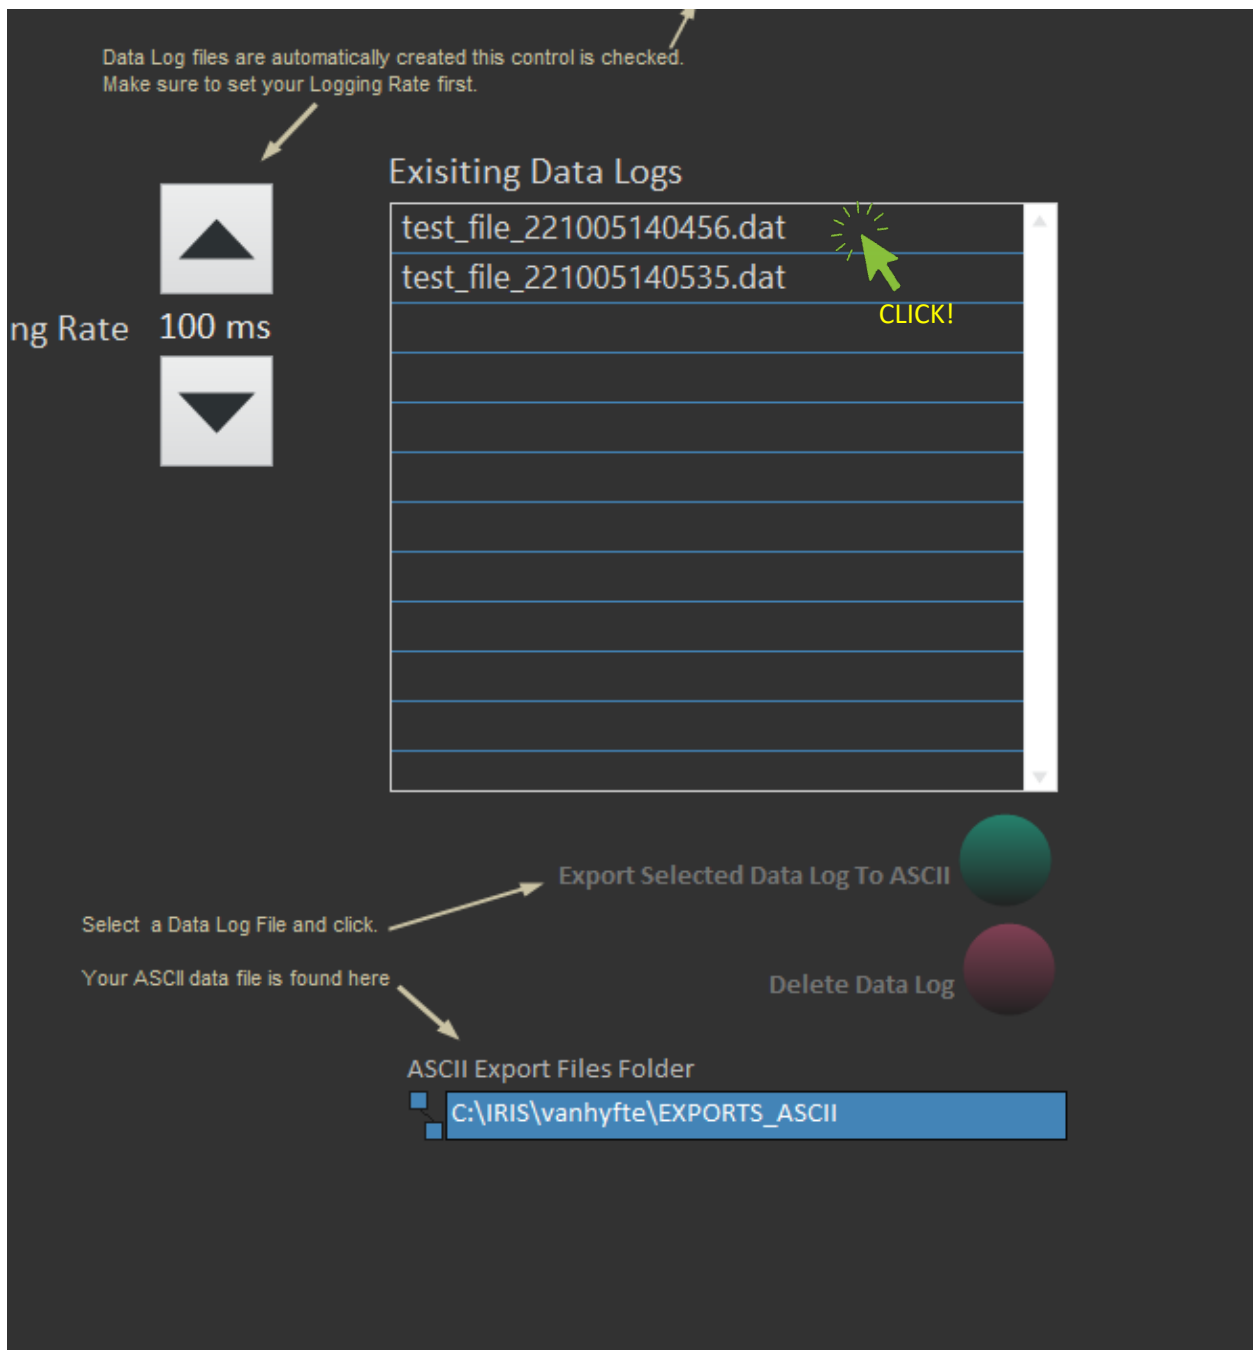 Data Log files are automatically created this control is checked.
Make sure to set your Logging Rate first.
Exisiting Data Logs
test_file_221005140456.dat
test_file_221005140535.dat
CLICK!
ng Rate 100 ms
Export Selected Data Log To ASCII
Select a Data Log File and click.
Your ASCII data file is found here
Delete Data Log
ASCII Export Files Folder
C:\IRIS\vanhyfte\EXPORTS_ASCII